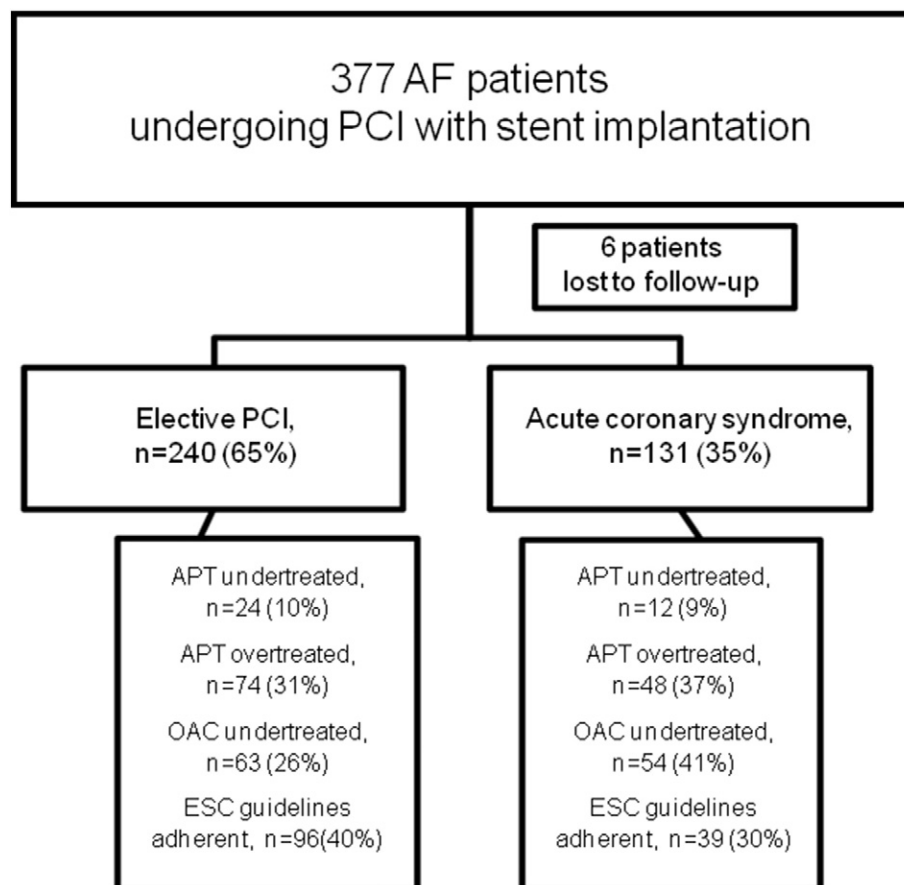 377 AF patients
undergoing PCI with stent implantation
6 patients
lost to follow-up
Elective PCI,
n=240 (65%)
Acute coronary syndrome,
n=131 (35%)
APT undertreated,
n=24 (10%)
APT overtreated,
n=74 (31%)
OAC undertreated,
n=63 (26%)
ESC guidelines
adherent, n=96(40%)
APT undertreated,
n=12 (9%)
APT overtreated,
n=48 (37%)
OAC undertreated,
n=54 (41%)
ESC guidelines
adherent, n=39 (30%)